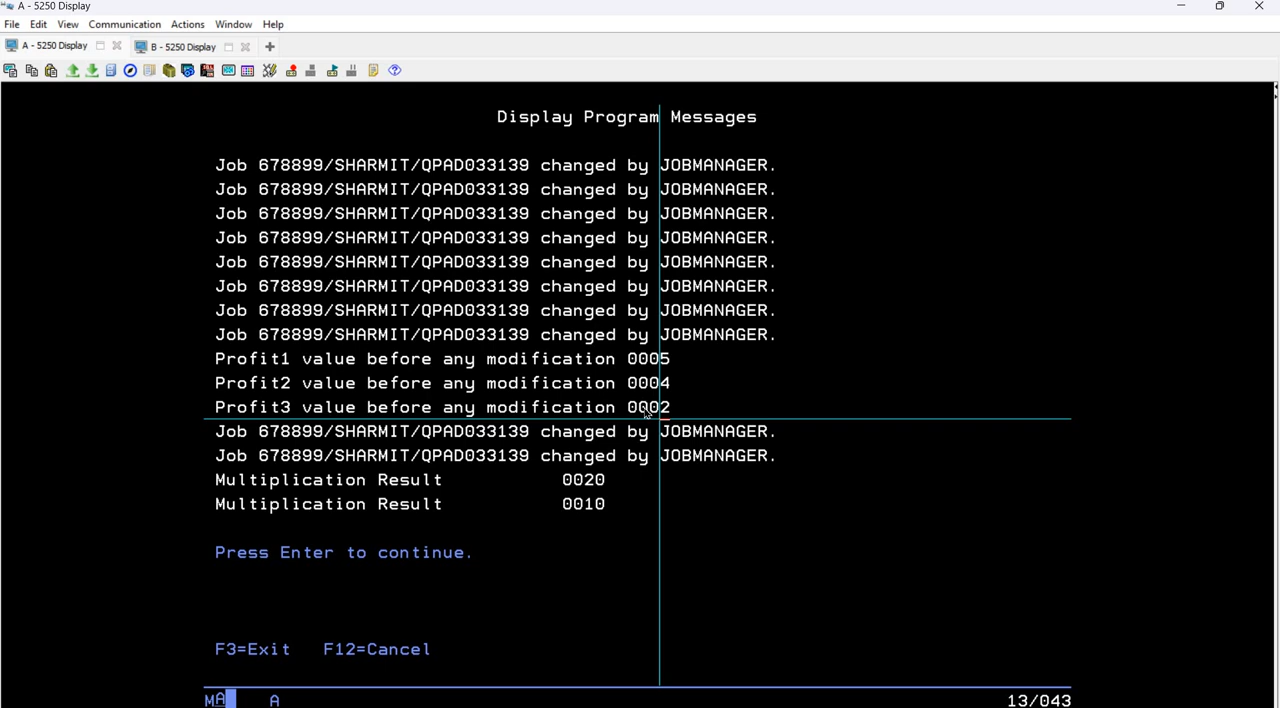 A - 5250 Display
File Edit View Communication Actions Window Help
A - 5250 Display B - 5250 Display
Display Program Messages
Job 678899/SHARMIT/QPAD033139 changed by JOBMANAGER.
Job 678899/SHARMIT/QPAD033139 changed by JOBMANAGER.
Job 678899/SHARMIT/QPAD033139 changed by JOBMANAGER.
Job 678899/SHARMIT/QPAD033139 changed by JOBMANAGER.
Job 678899/SHARMIT/QPAD033139 changed by JOBMANAGER.
Job 678899/SHARMIT/QPAD033139 changed by JOBMANAGER.
Job 678899/SHARMIT/QPAD033139 changed by JOBMANAGER.
Job 678899/SHARMIT/QPAD033139 changed by JOBMANAGER.
Profit1 value before any modification 0005
Profit2 value before any modification 0004
Profit3 value before any modification 0002
Job 678899/SHARMIT/QPAD033139 changed by JOBMANAGER.
Job 678899/SHARMIT/QPAD033139 changed by JOBMANAGER.
Multiplication Result 0020
Multiplication Result 0010
Press Enter to continue.
F3=Exit F12=Cancel
MA A 13/043